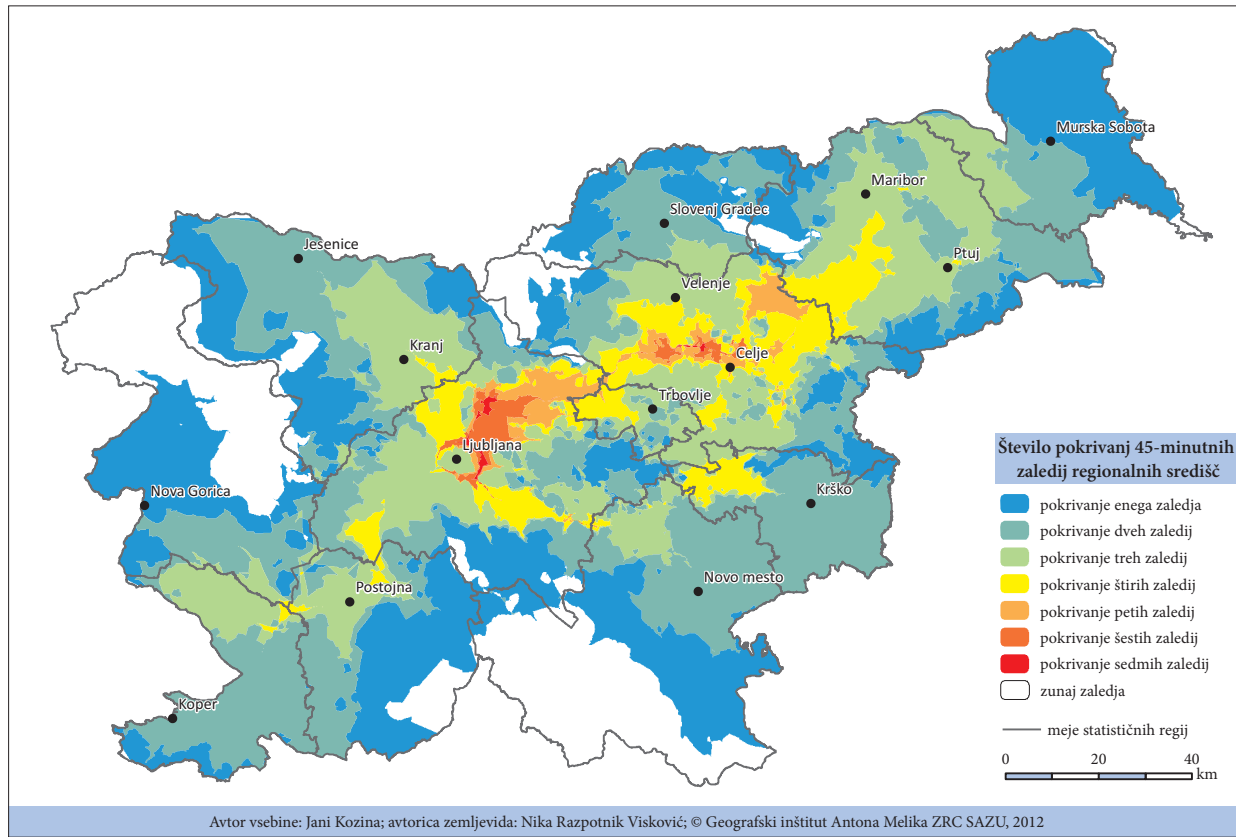 Murska Sobota
Maribor
Slovenj Gradec
Jesenice
Ptuj
Velenje
Kranj
Celje
Trbovlje
Ljubljana
Nova Gorica
Krško
Novo mesto
Postojna
Koper
Število pokrivanj 45-minutnih
zaledij regionalnih središč
pokrivanje enega zaledja
pokrivanje dveh zaledij
pokrivanje treh zaledij
pokrivanje štirih zaledij
pokrivanje petih zaledij
pokrivanje šestih zaledij
pokrivanje sedmih zaledij
zunaj zaledja
meje statističnih regij
0 20 40
km
Avtor vsebine: Jani Kozina; avtorica zemljevida: Nika Razpotnik Visković; © Geografski inštitut Antona Melika ZRC SAZU, 2012